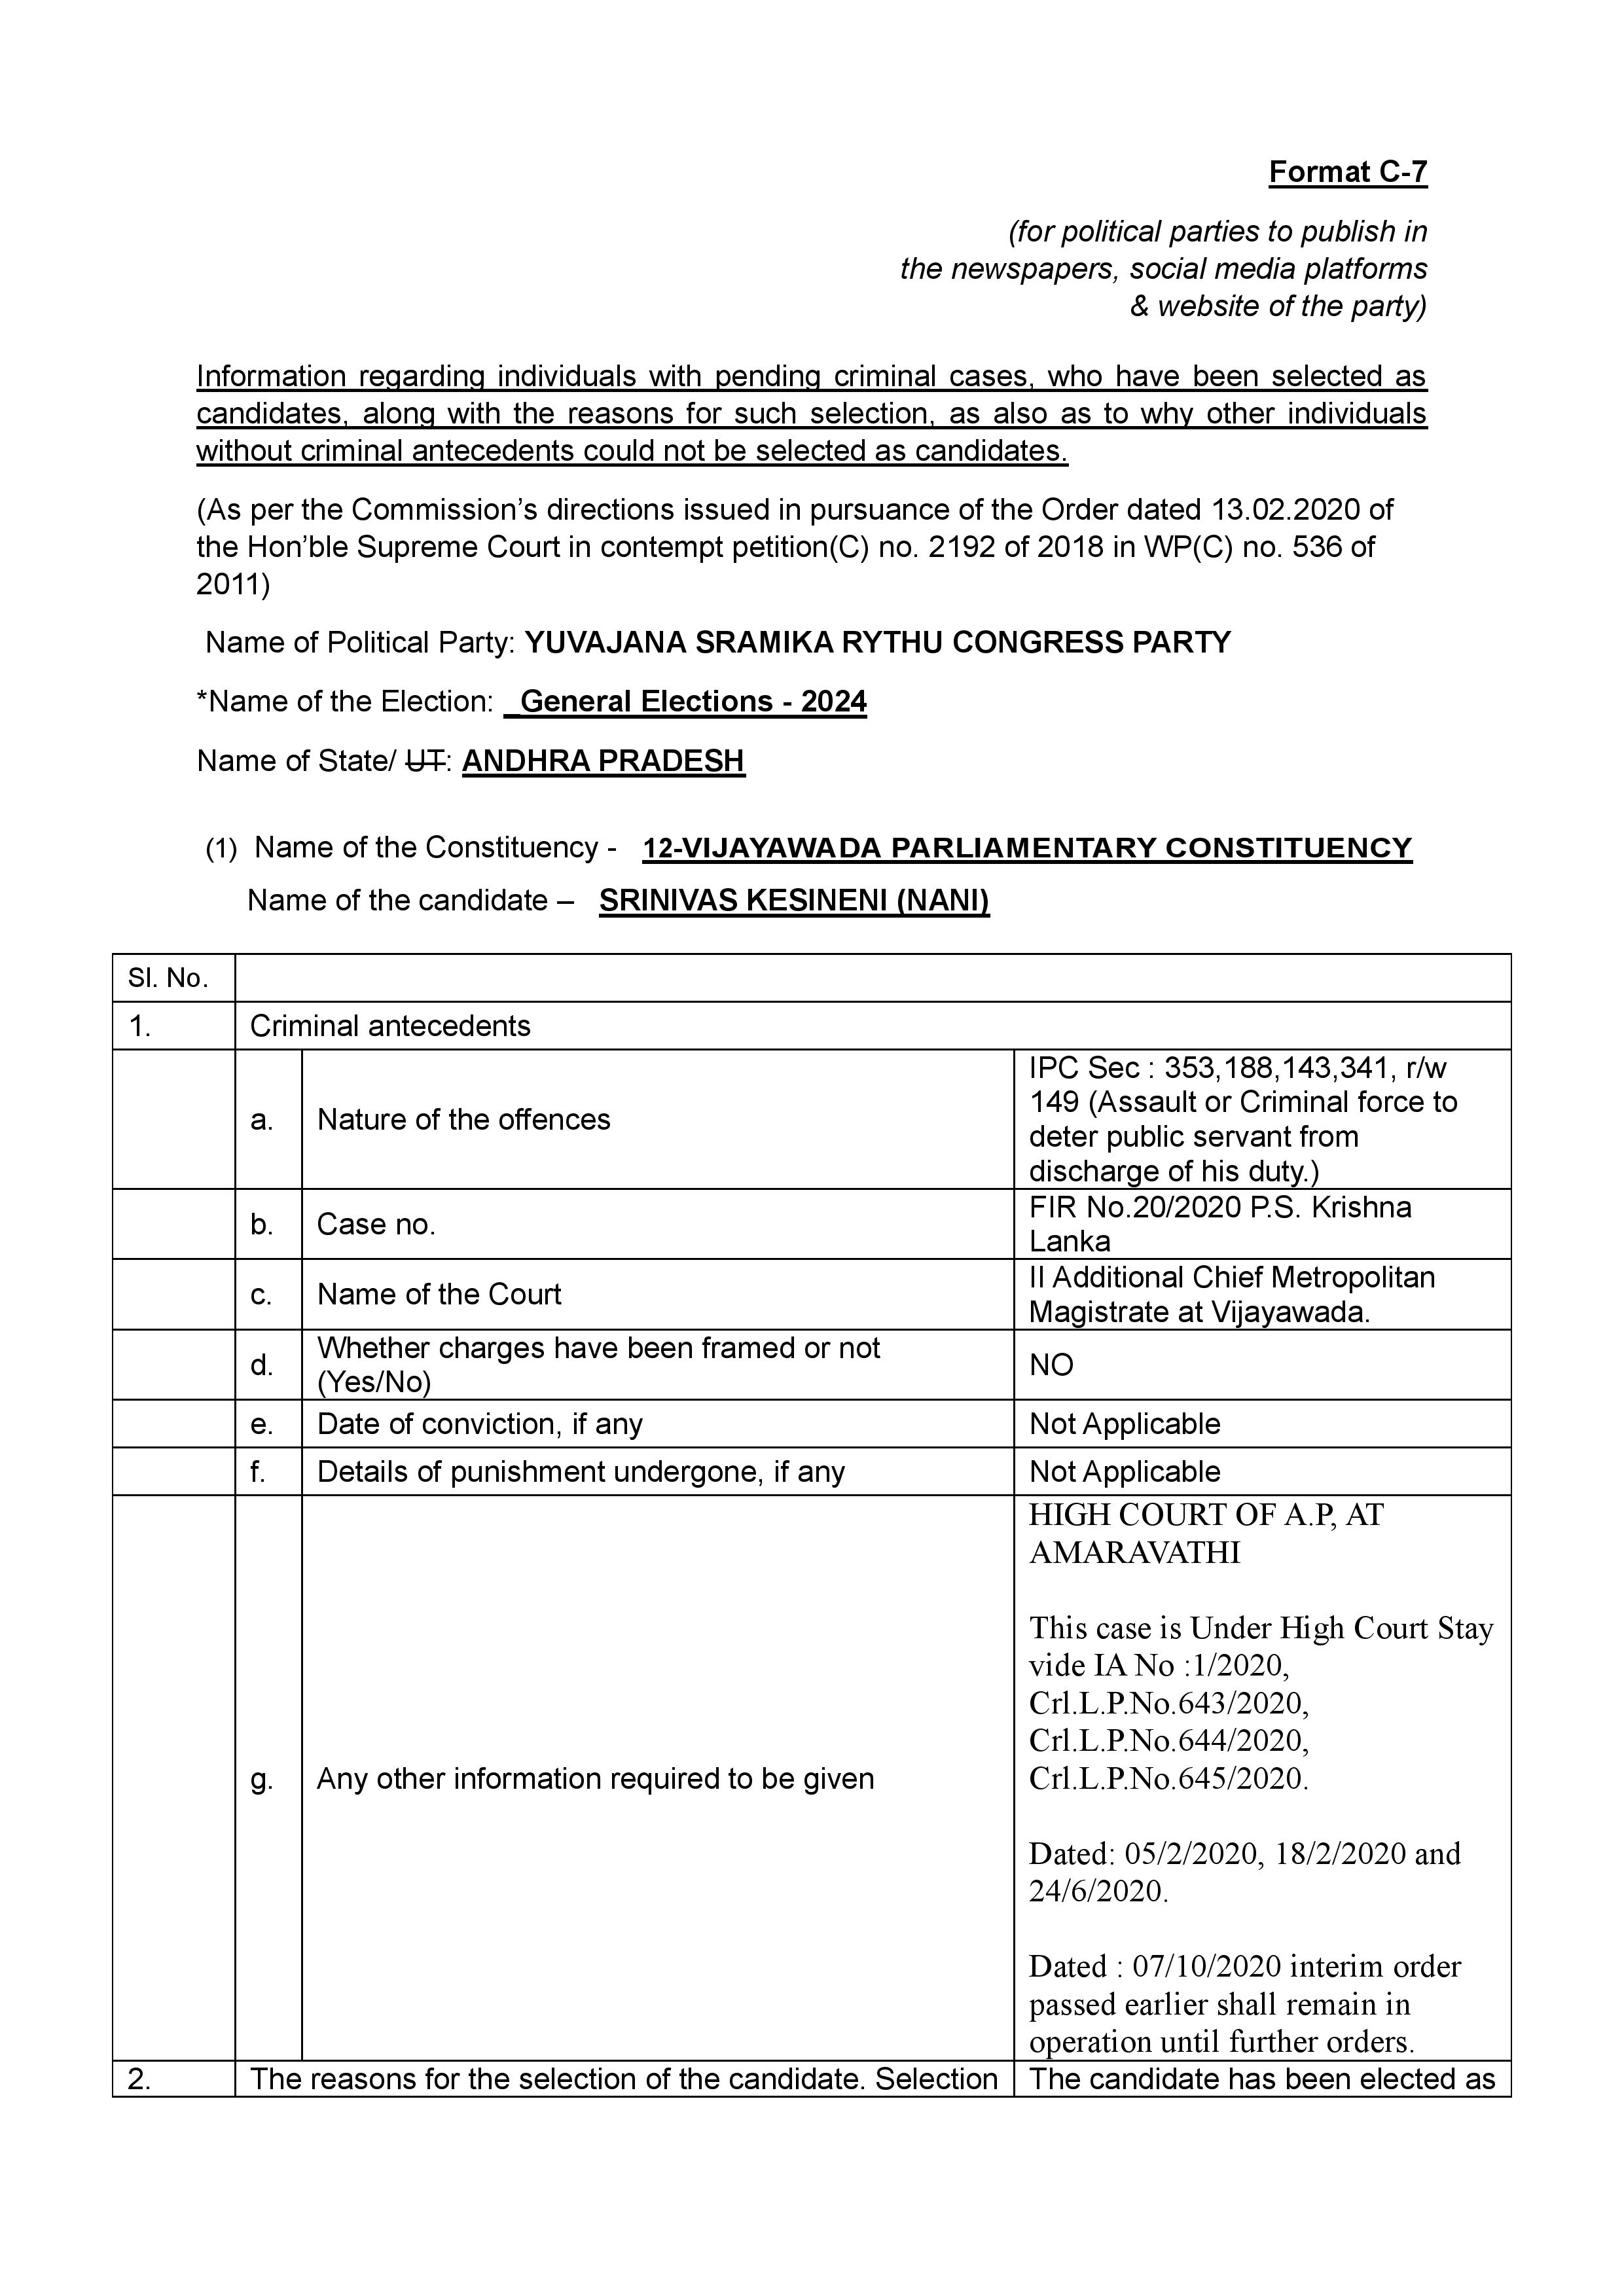 Format C-7
(for political parties to publish in
the newspapers, social media platforms
& website of the party)
Information regarding individuals with pending criminal cases, who have been selected as
candidates, along with the reasons for such selection, as also as to why other individuals
without criminal antecedents could not be selected as candidates.
(As per the Commission’s directions issued in pursuance of the Order dated 13.02.2020 of
the Hon’ble Supreme Court in contempt petition(C) no. 2192 of 2018 in WP(C) no. 536 of
2011)
Name of Political Party: YUVAJANA SRAMIKA RYTHU CONGRESS PARTY
*Name of the Election: _General Elections - 2024
Name of State/ UT: ANDHRA PRADESH
(1) Name of the Constituency - 12-VIJAYAWADA PARLIAMENTARY CONSTITUENCY
Name of the candidate – SRINIVAS KESINENI (NANI)
Sl. No.
1. Criminal antecedents
a. Nature of the offences
IPC Sec : 353,188,143,341, r/w
149 (Assault or Criminal force to
deter public servant from
discharge of his duty.)
b. Case no.
FIR No.20/2020 P.S. Krishna
Lanka
c. Name of the Court
II Additional Chief Metropolitan
Magistrate at Vijayawada.
d. Whether charges have been framed or not
(Yes/No)
NO
e. Date of conviction, if any Not Applicable
f. Details of punishment undergone, if any Not Applicable
g. Any other information required to be given
HIGH COURT OF A.P, AT
AMARAVATHI
This case is Under High Court Stay
vide IA No :1/2020,
Crl.L.P.No.643/2020,
Crl.L.P.No.644/2020,
Crl.L.P.No.645/2020.
Dated: 05/2/2020, 18/2/2020 and
24/6/2020.
Dated : 07/10/2020 interim order
passed earlier shall remain in
operation until further orders.
2. The reasons for the selection of the candidate. Selection The candidate has been elected as